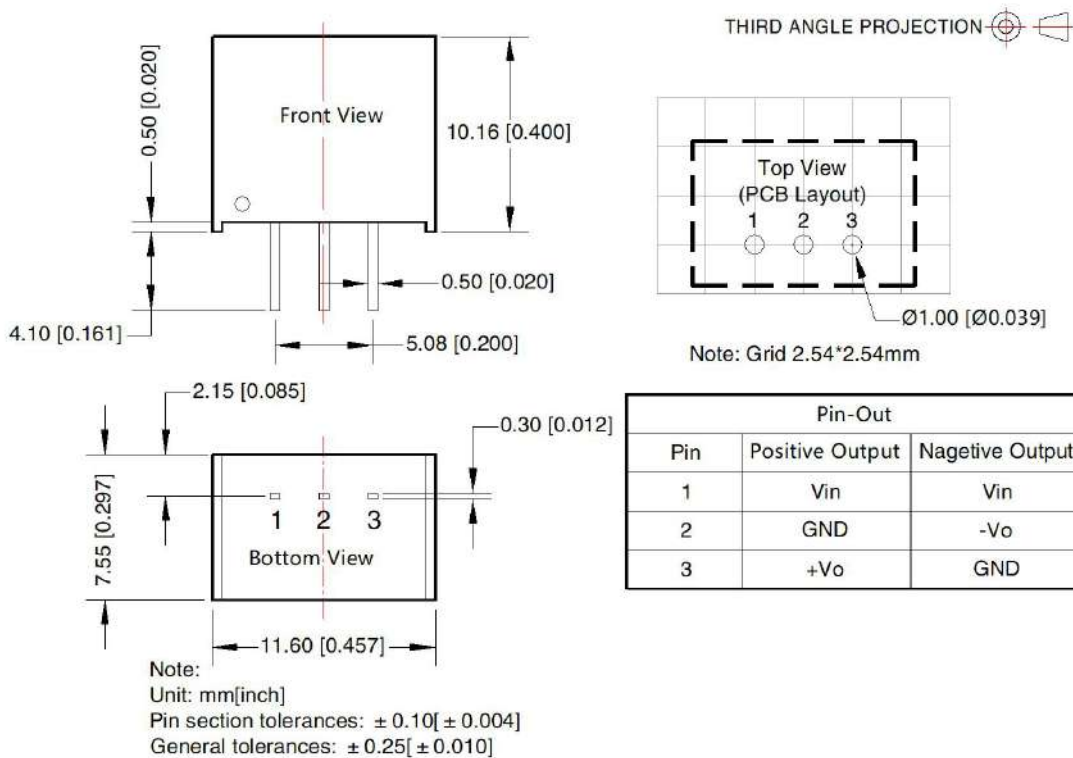 THIRD ANGLE PROJECTION
0.50 [0.020]
Front View
10.16 [0.400]
Top View
(PCB Layout)
1 2 3
0.50 [0.020]
4.10 [0.161]
5.08 [0.200]
Ø1.00 [Ø0.039]
Note: Grid 2.54*2.54mm
2.15 [0.085]
0.30 [0.012]
7.55 [0.297]
1 2 3
Bottom View
11.60 [0.457]
Pin-Out
Pin Positive Output Nagetive Output
1 Vin Vin
2 GND -Vo
3 +Vo GND
Note:
Unit: mm[inch]
Pin section tolerances: ± 0.10[ ± 0.004]
General tolerances: ± 0.25[ ± 0.010]